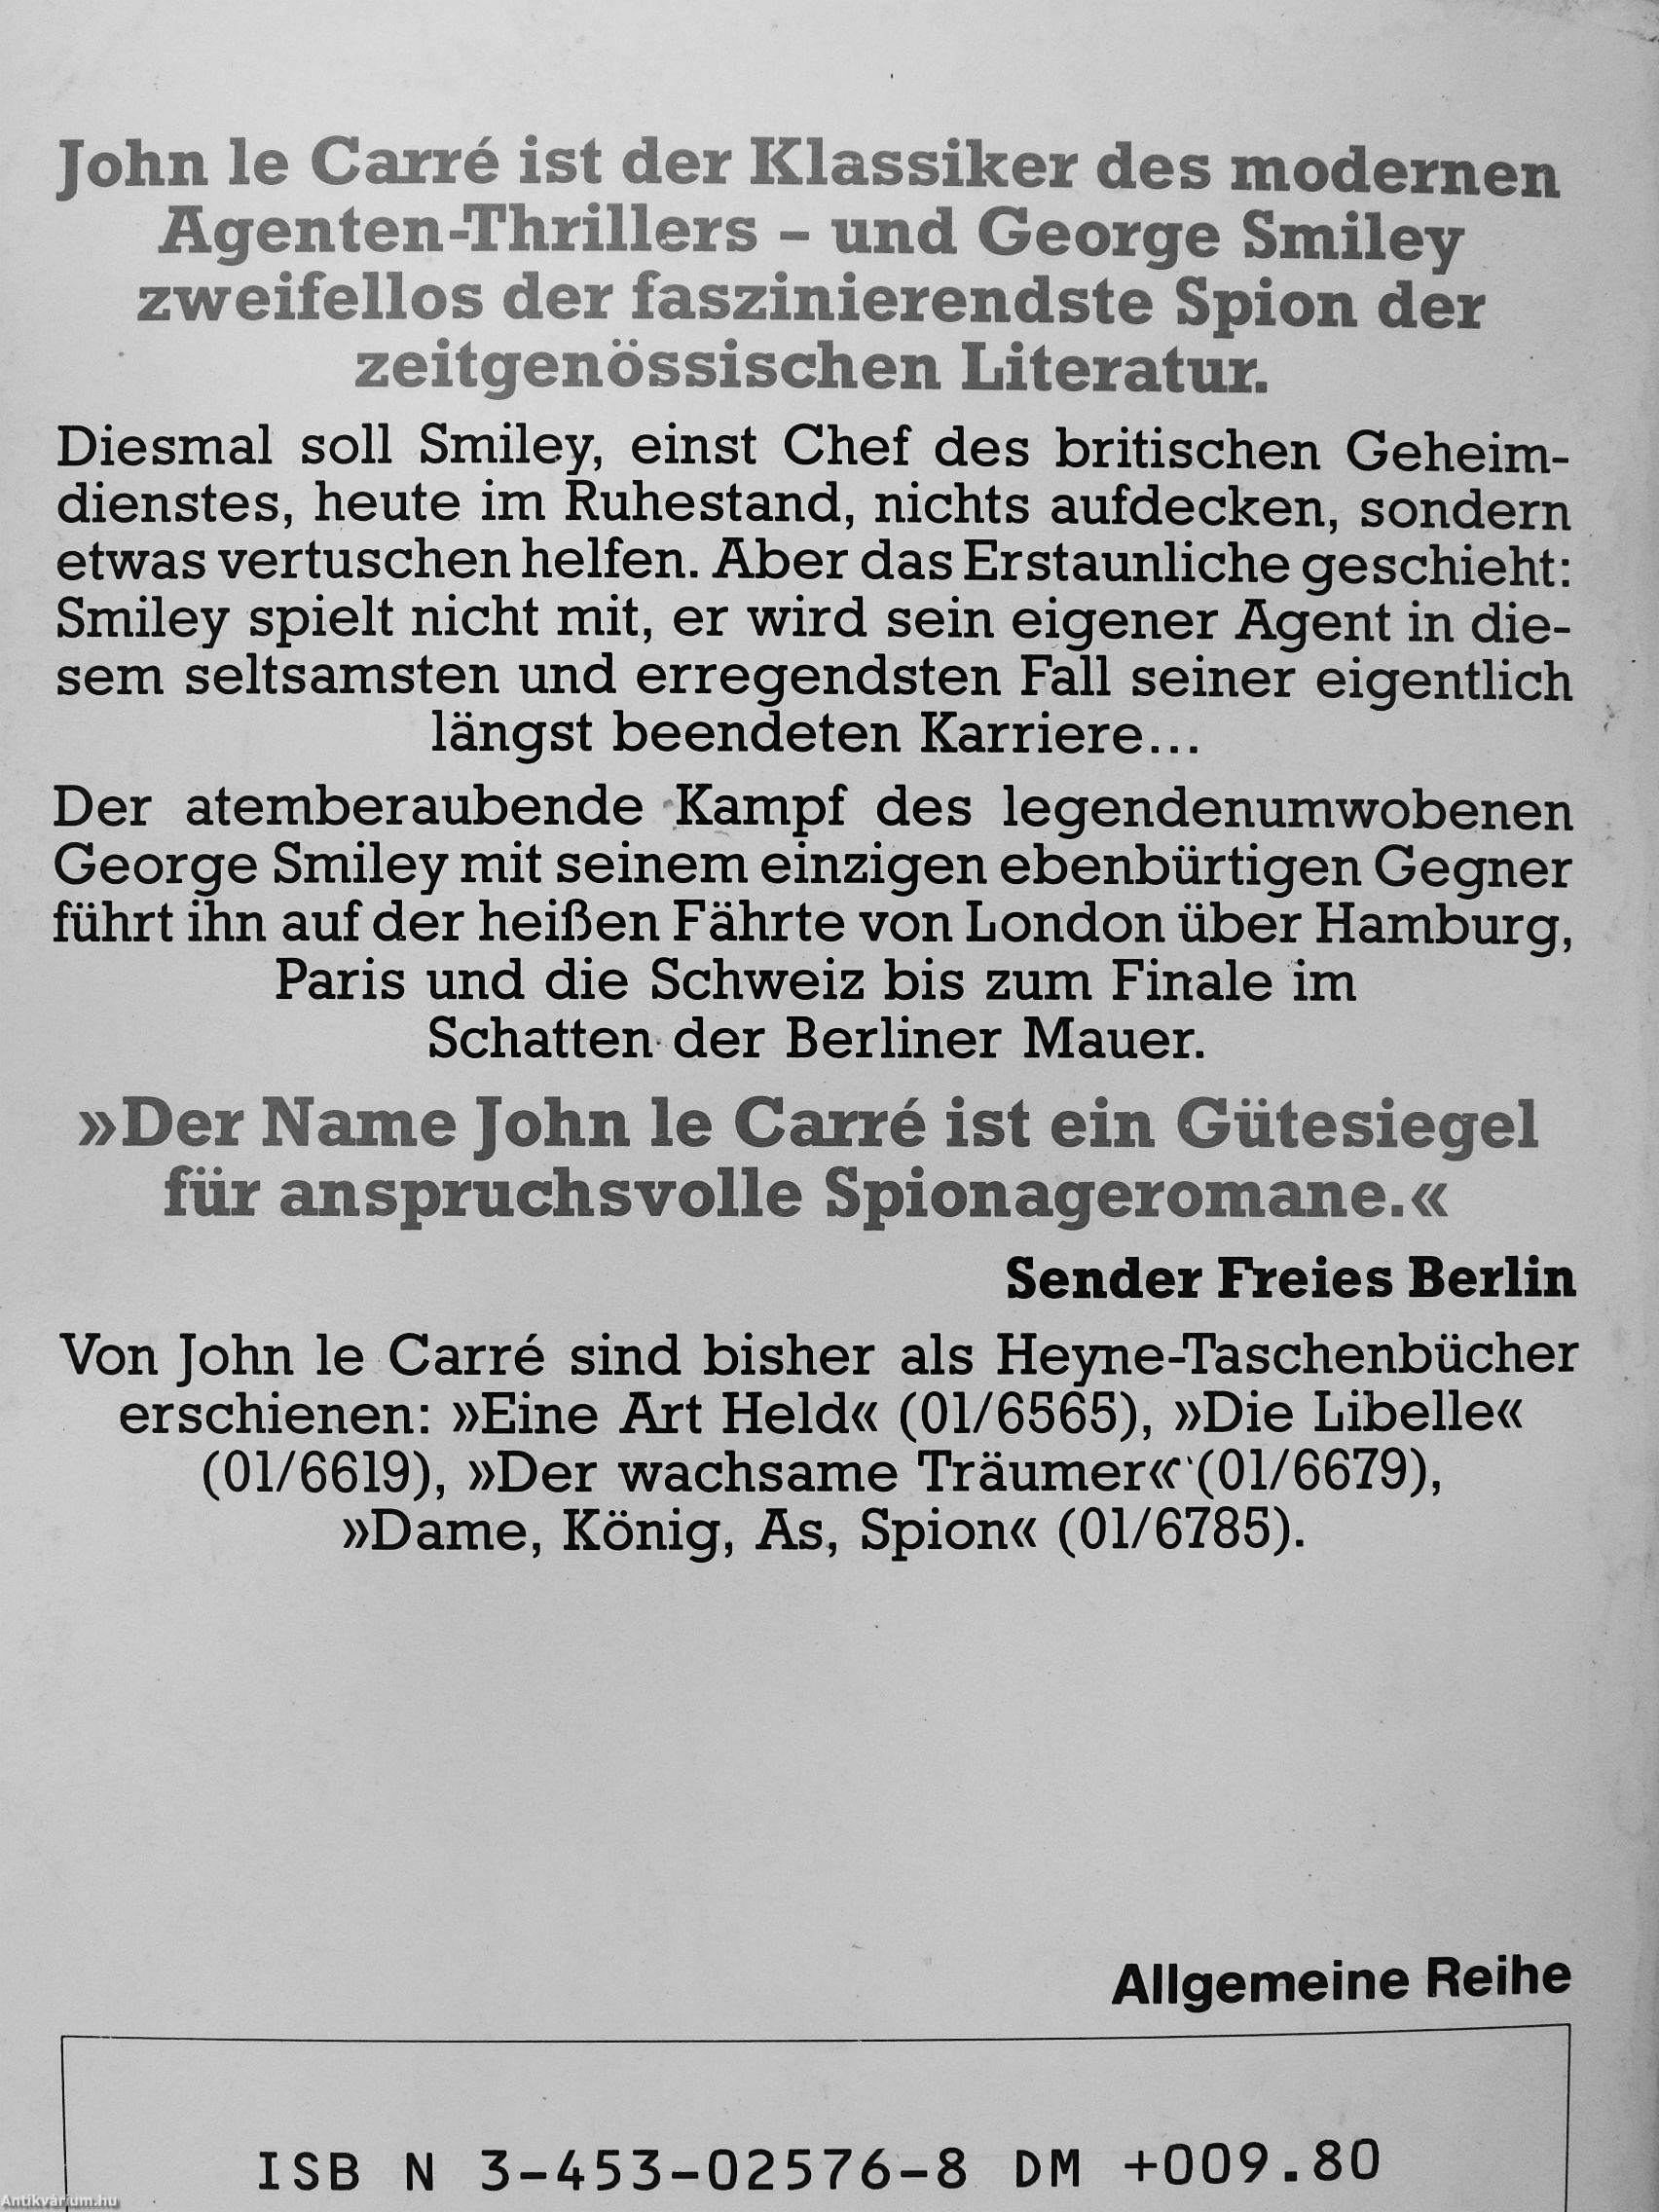 John le Carré ist der Klassiker des modernen
Agenten-Thrillers – und George Smiley
zweifellos der faszinierendste Spion der
zeitgenössischen Literatur.
Diesmal soll Smiley, einst Chef des britischen Geheim-
dienstes, heute im Ruhestand, nichts aufdecken, sondern
etwas vertuschen helfen. Aber das Erstaunliche geschieht:
Smiley spielt nicht mit, er wird sein eigener Agent in die-
sem seltsamsten und erregendsten Fall seiner eigentlich
längst beendeten Karriere...
Der atemberaubende Kampf des legendenumwobenen
George Smiley mit seinem einzigen ebenbürtigen Gegner
führt ihn auf der heißen Fährte von London über Hamburg,
Paris und die Schweiz bis zum Finale im
Schatten der Berliner Mauer.
»Der Name John le Carré ist ein Gütesiegel
für anspruchsvolle Spionageromane.«
Sender Freies Berlin
Von John le Carré sind bisher als Heyne-Taschenbücher
erschienen: »Eine Art Held« (01/6565), »Die Libelle«
(01/6619), »Der wachsame Träumer« (01/6679),
»Dame, König, As, Spion« (01/6785).
Allgemeine Reihe
ISB N 3-453-02576-8 DM +009.80
Antikvárium.hu